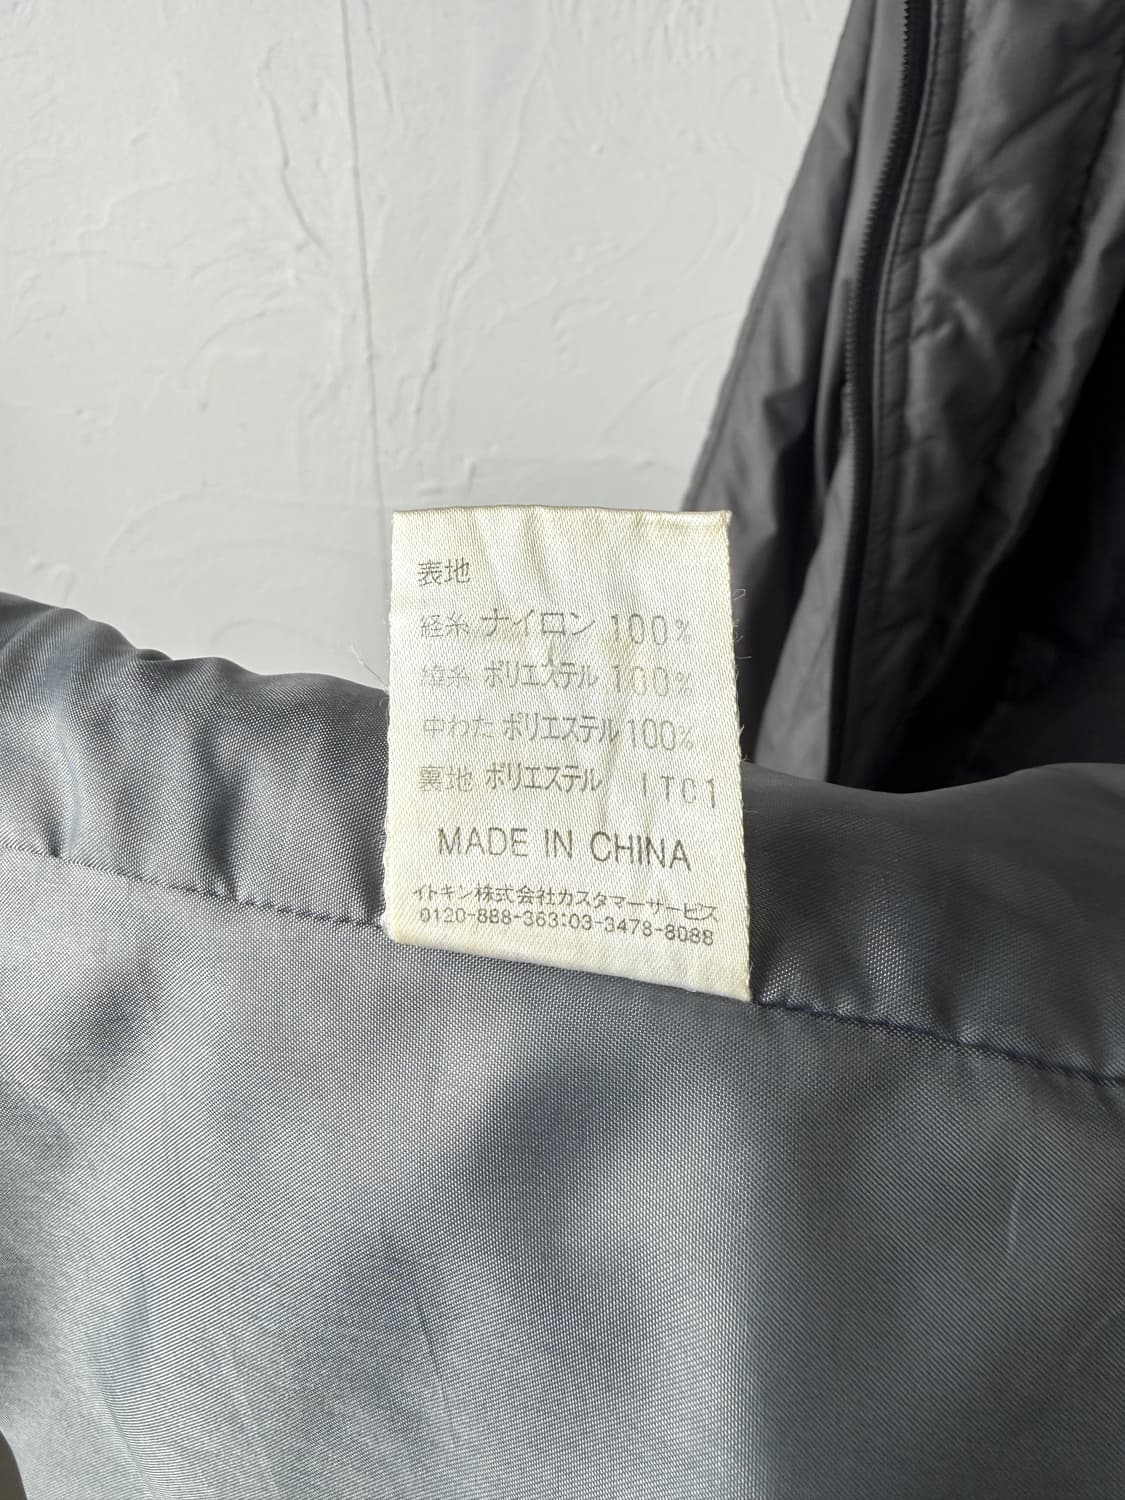 表地
経糸 ナイロン 100%
緯糸 ポリエステル 100%
中わた ポリエステル 100%
裏地 ポリエステル ITC1
MADE IN CHINA
イトキン株式会社カスタマーサービス
0120-888-363:03-3478-8088